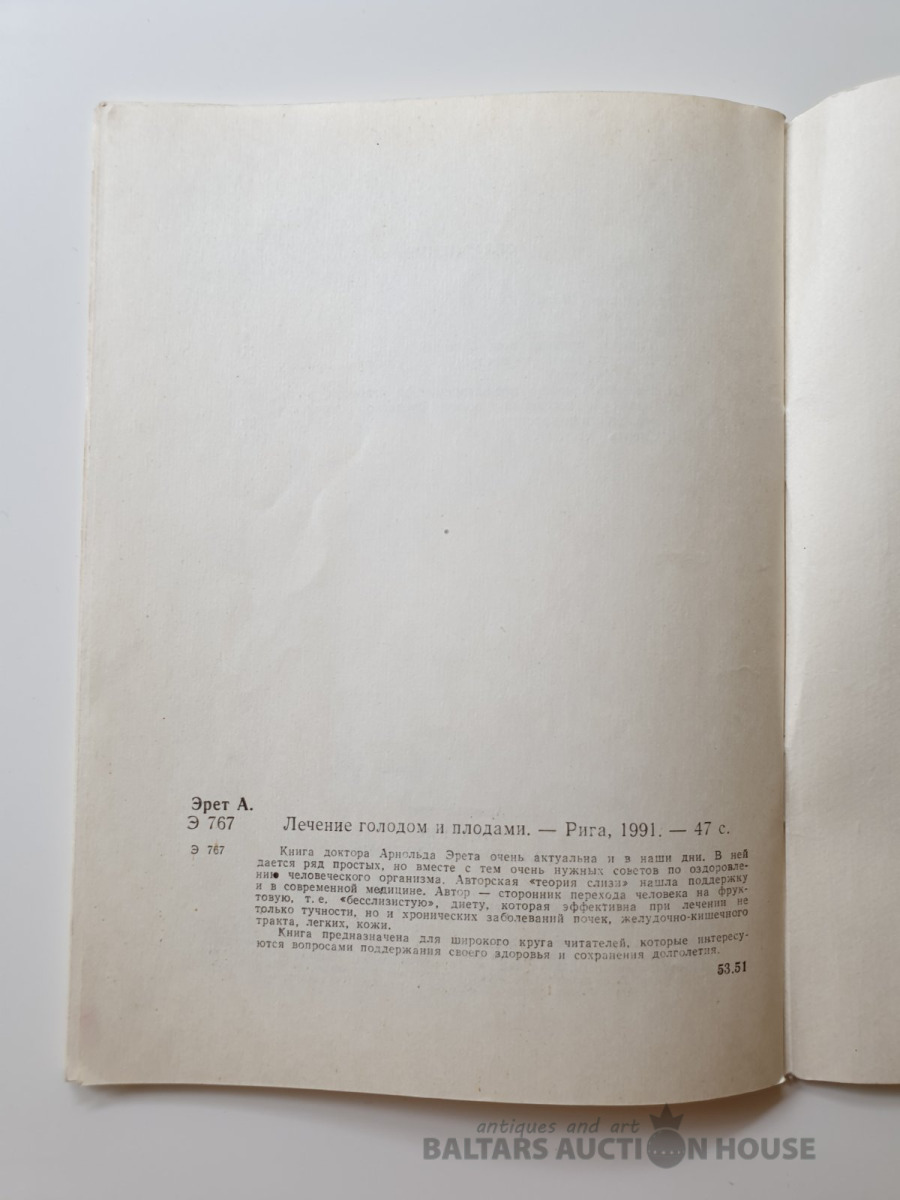 Эрет А.
Э 767 Лечение голодом и плодами. — Рига, 1991. — 47 с.
Э 767 Книга доктора Арнольда Эрета очень актуальна и в наши дни. В ней
дается ряд простых, но вместе с тем очень нужных советов по оздоровле-
нию человеческого организма. Авторская «теория слизи» нашла поддержку
и в современной медицине. Автор — сторонник перехода человека на фрук-
товую, т. е. «бесслизистую», диету, которая эффективна при лечении не
только тучности, но и хронических заболеваний почек, желудочно-кишечного
тракта, легких, кожи.
Книга предназначена для широкого круга читателей, которые интересу-
ются вопросами поддержания своего здоровья и сохранения долголетия.
53.51
antiques and art
BALTARS AUCTION HOUSE